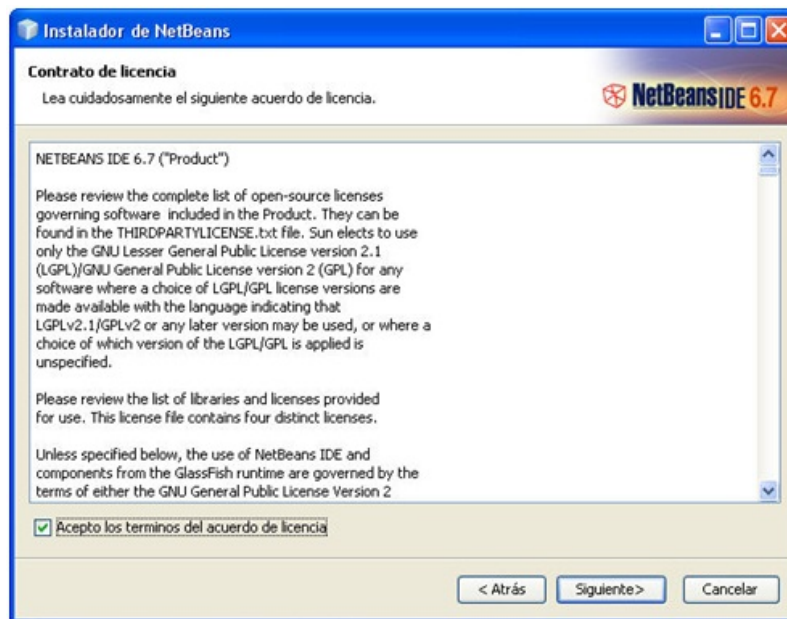 Instalador de NetBeans
Contrato de licencia
Lea cuidadosamente el siguiente acuerdo de licencia.
NetBeans IDE 6.7
NETBEANS IDE 6.7 ("Product")
Please review the complete list of open-source licenses
governing software included in the Product. They can be
found in the THIRDPARTYLICENSE.txt file. Sun elects to use
only the GNU Lesser General Public License version 2.1
(LGPL)/GNU General Public License version 2 (GPL) for any
software where a choice of LGPL/GPL license versions are
made available with the language indicating that
LGPLv2.1/GPLv2 or any later version may be used, or where a
choice of which version of the LGPL/GPL is applied is
unspecified.
Please review the list of libraries and licenses provided
for use. This license file contains four distinct licenses.
Unless specified below, the use of NetBeans IDE and
components from the GlassFish runtime are governed by the
terms of either the GNU General Public License Version 2
Acepto los terminos del acuerdo de licencia
< Atrás Siguiente> Cancelar